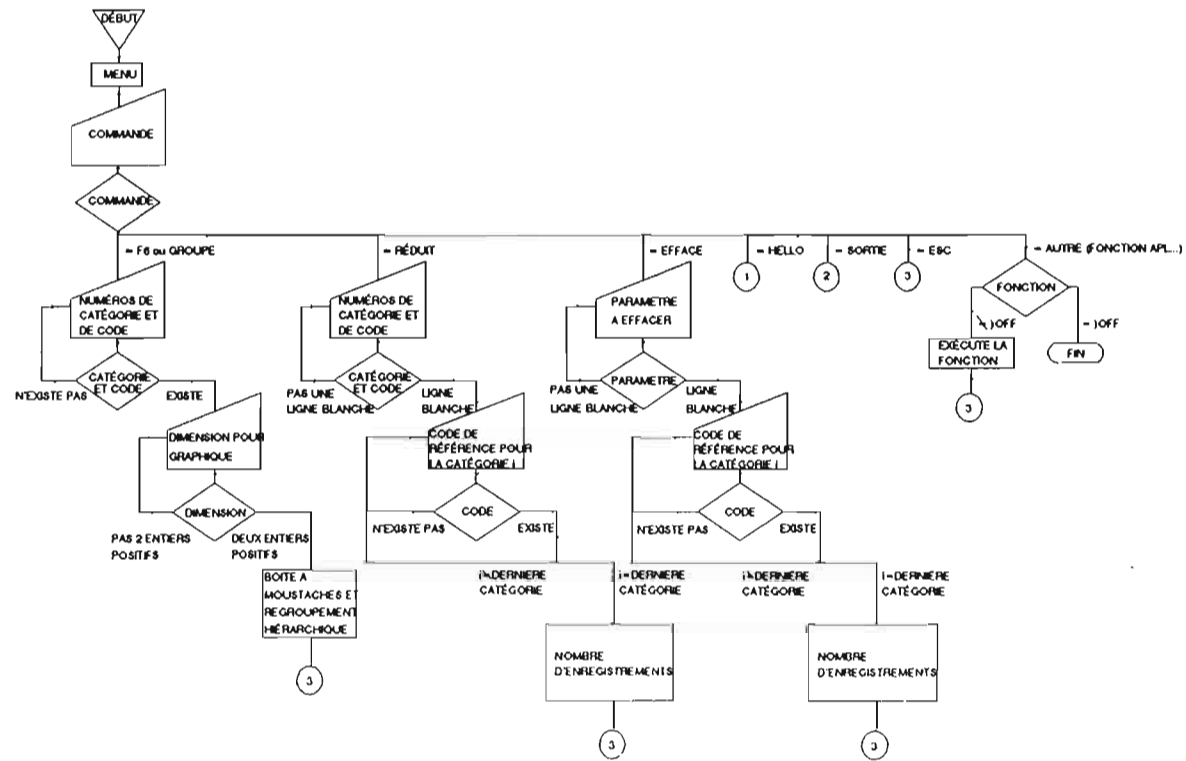 DÉBUT
MENU
COMMANDE
COMMANDE
= F6 ou GROUPE
= RÉDUIT
= EFFACE
= HELLO
= SORTIE
= ESC
= AUTRE (FONCTION APL...)
1
2
3
FONCTION
≠ )OFF
= )OFF
EXÉCUTE LA
FONCTION
FIN
3
NUMÉROS DE
CATÉGORIE ET
DE CODE
NUMÉROS DE
CATÉGORIE ET
DE CODE
PARAMETRE
A EFFACER
CATÉGORIE
ET CODE
N'EXISTE PAS
EXISTE
CATÉGORIE
ET CODE
PAS UNE
LIGNE BLANCHE
LIGNE
BLANCHE
PARAMETRE
PAS UNE
LIGNE BLANCHE
LIGNE
BLANCHE
DIMENSION POUR
GRAPHIQUE
CODE DE
RÉFÉRENCE POUR
LA CATÉGORIE i
CODE DE
RÉFÉRENCE POUR
LA CATÉGORIE i
DIMENSION
PAS 2 ENTIERS
POSITIFS
DEUX ENTIERS
POSITIFS
CODE
N'EXISTE PAS
EXISTE
CODE
N'EXISTE PAS
EXISTE
BOITE A
MOUSTACHES ET
REGROUPEMENT
HIÉRARCHIQUE
3
i≠DERNIÈRE
CATÉGORIE
i=DERNIÈRE
CATÉGORIE
i≠DERNIÈRE
CATÉGORIE
i=DERNIÈRE
CATÉGORIE
NOMBRE
D'ENREGISTREMENTS
NOMBRE
D'ENREGISTREMENTS
3
3